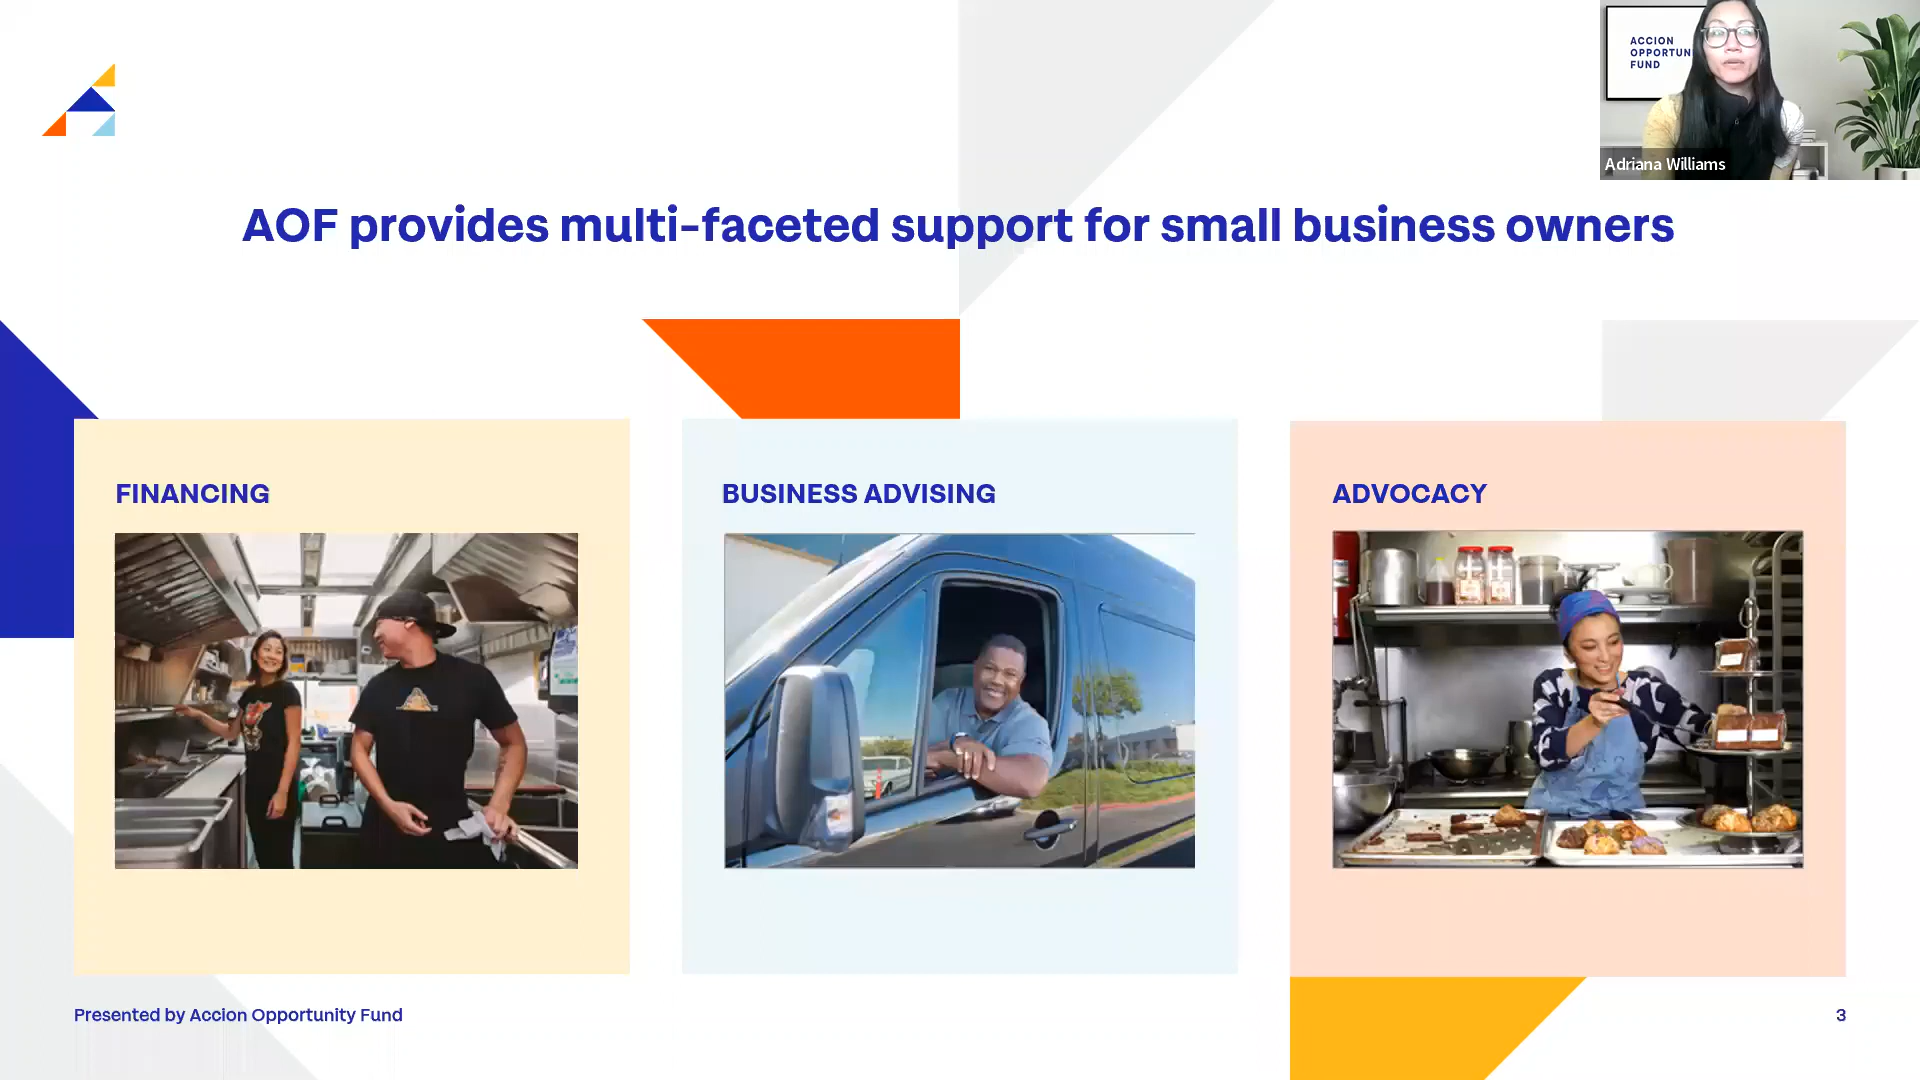 ACCION
OPPORTUN
FUND
Adriana Williams
AOF provides multi-faceted support for small business owners
FINANCING
BUSINESS ADVISING
ADVOCACY
Presented by Accion Opportunity Fund
3